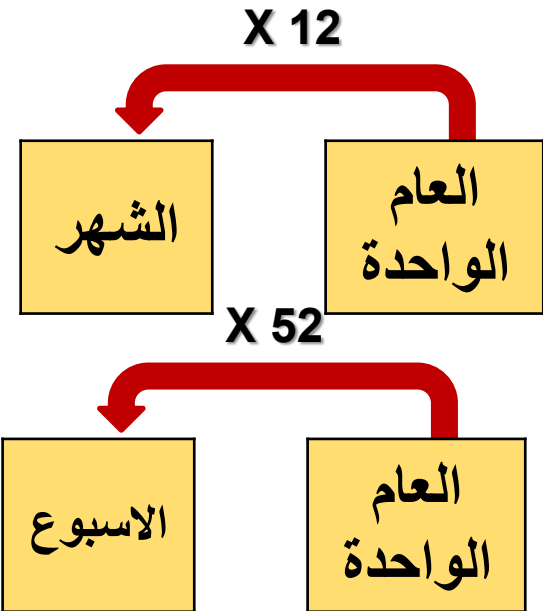 X 12
العام
الواحدة
الشهر
X 52
العام
الواحدة
الاسبوع